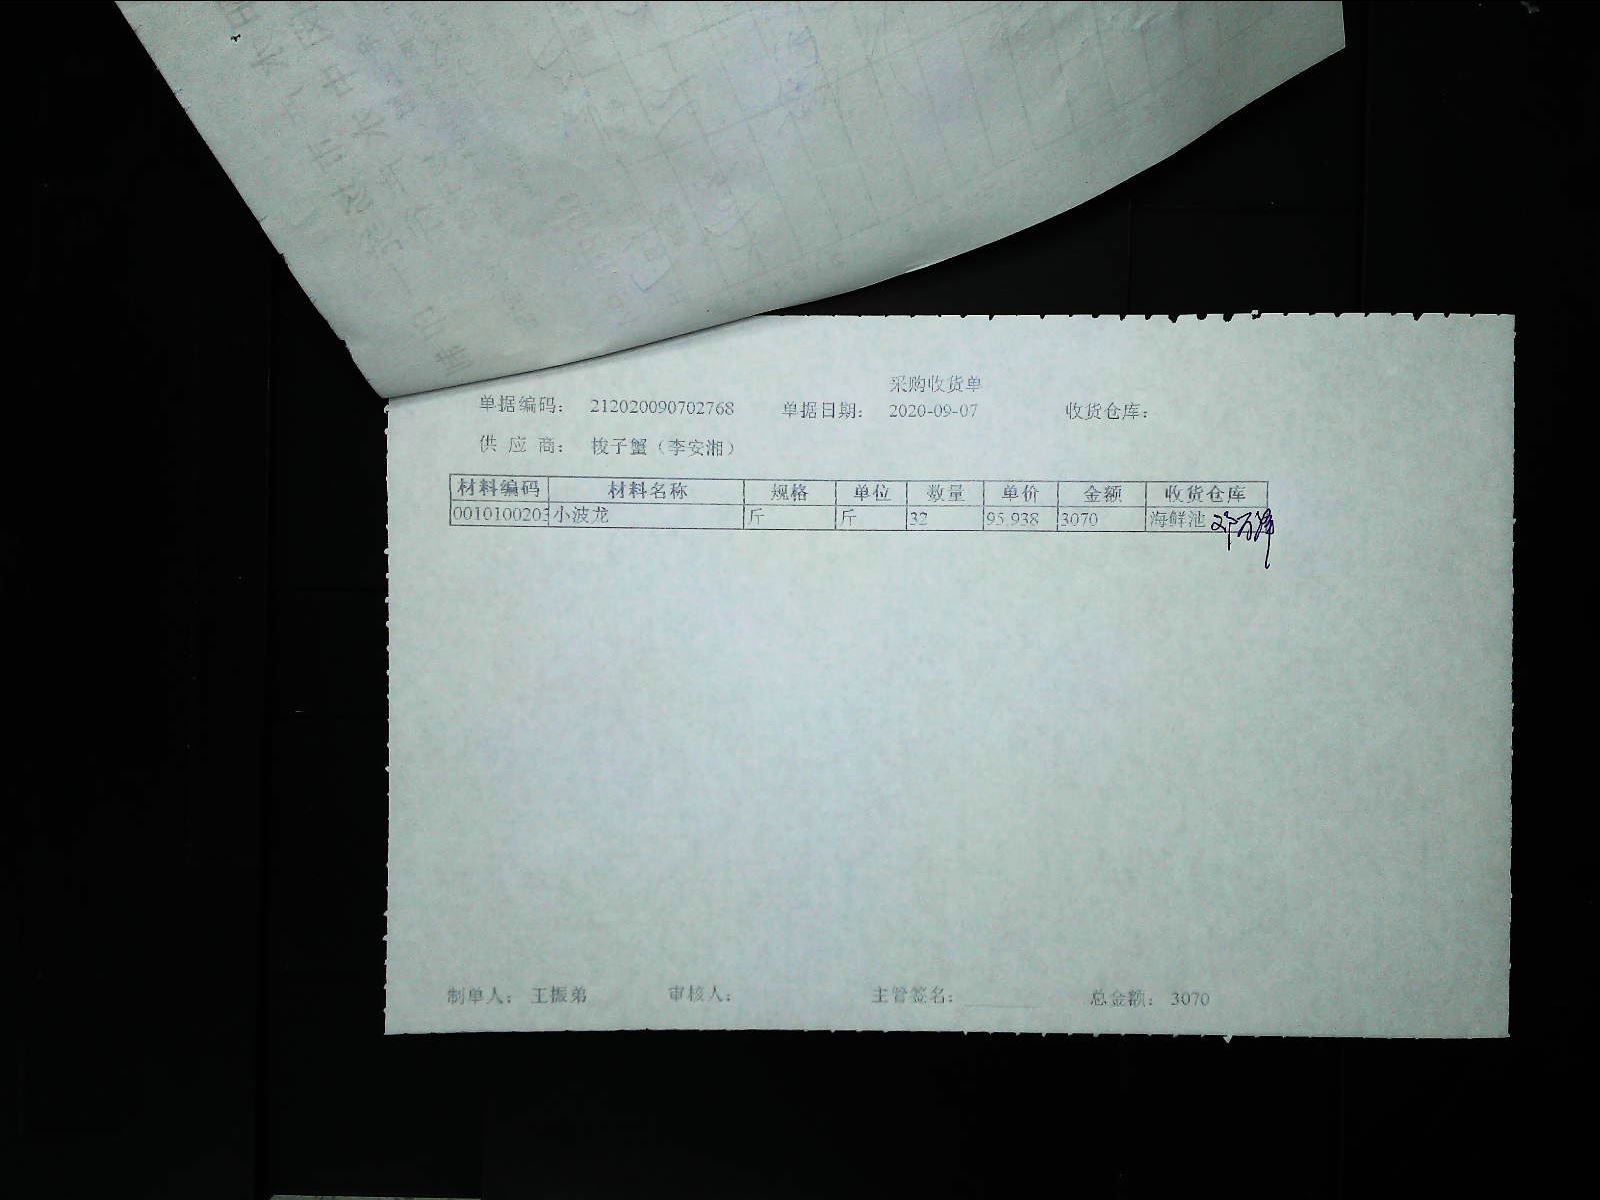 采购收货单
单据编码： 212020090702768 单据日期： 2020-09-07 收货仓库：
供 应 商： 梭子蟹（李安湘）
材料编码 材料名称 规格 单位 数量 单价 金额 收货仓库
0010100203 小波龙 斤 斤 32 95.938 3070 海鲜池
制单人： 王振弟 审核人： 主管签名： 总金额： 3070